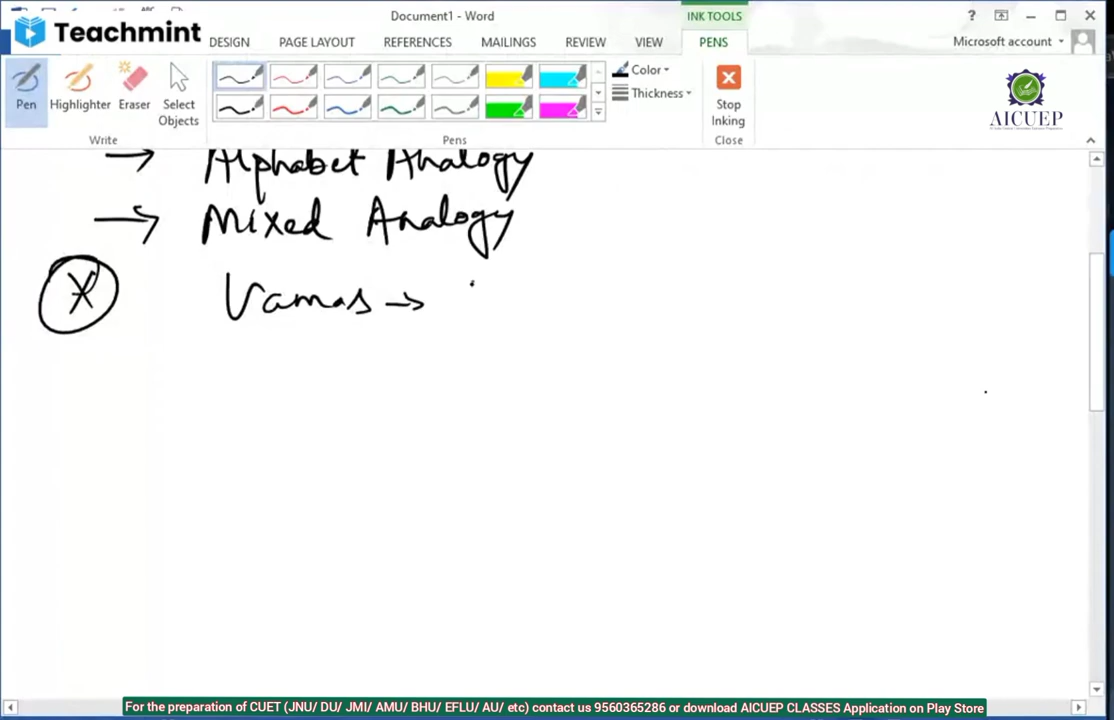 Document1 - Word
INK TOOLS
Teachmint
DESIGN
PAGE LAYOUT
REFERENCES
MAILINGS
REVIEW
VIEW
PENS
Microsoft account
Pen
Highlighter
Eraser
Select Objects
Color
Thickness
Stop Inking
Write
Pens
Close
AICUEP
→ Alphabet Analogy
→ Mixed Analogy
Vamas →
For the preparation of CUET (JNU/ DU/ JMI/ AMU/ BHU/ EFLU/ AU/ etc) contact us 9560365286 or download AICUEP CLASSES Application on Play Store